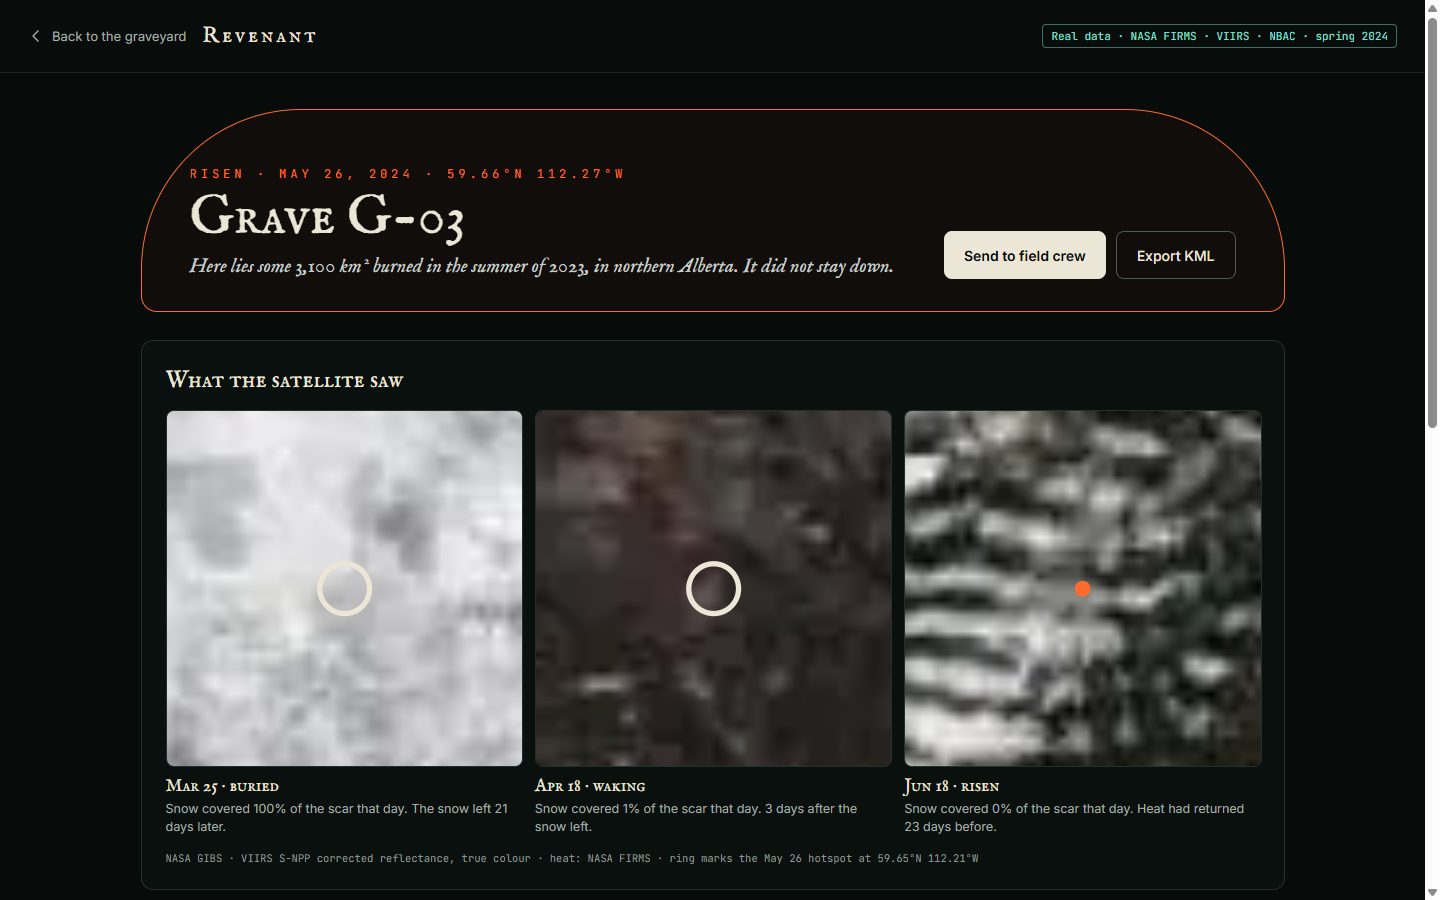 Back to the graveyard
Revenant
Real data · NASA FIRMS · VIIRS · NBAC · spring 2024
RISEN · MAY 26, 2024 · 59.66°N 112.27°W
Grave G-03
Here lies some 3,100 km² burned in the summer of 2023, in northern Alberta. It did not stay down.
Send to field crew
Export KML
What the satellite saw
Mar 25 · buried
Snow covered 100% of the scar that day. The snow left 21
days later.
Apr 18 · waking
Snow covered 1% of the scar that day. 3 days after the
snow left.
Jun 18 · risen
Snow covered 0% of the scar that day. Heat had returned
23 days before.
NASA GIBS · VIIRS S-NPP corrected reflectance, true colour · heat: NASA FIRMS · ring marks the May 26 hotspot at 59.65°N 112.21°W